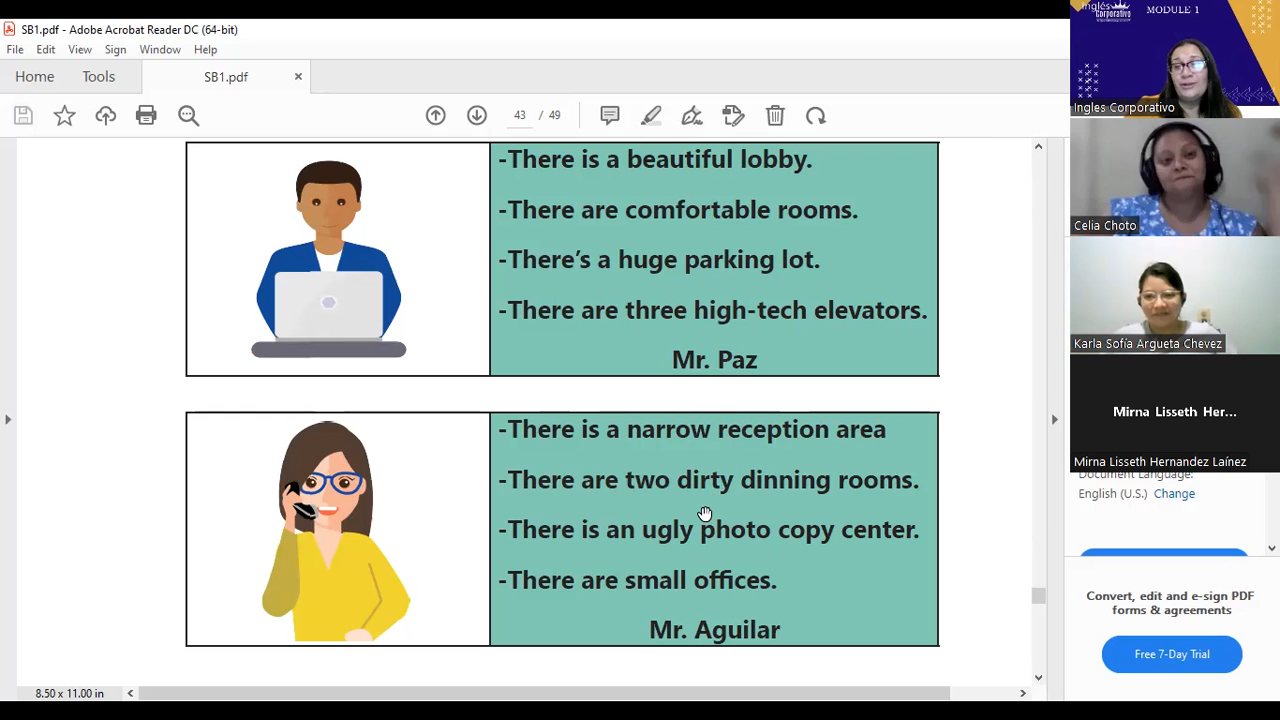 SB1.pdf - Adobe Acrobat Reader DC (64-bit)
File Edit View Sign Window Help
Home Tools SB1.pdf ×
43 / 49
-There is a beautiful lobby.
-There are comfortable rooms.
-There's a huge parking lot.
-There are three high-tech elevators.
Mr. Paz
-There is a narrow reception area
-There are two dirty dinning rooms.
-There is an ugly photo copy center.
-There are small offices.
Mr. Aguilar
8.50 x 11.00 in
Inglés
Corporativo
MODULE 1
Ingles Corporativo
Celia Choto
Karla Sofía Argueta Chevez
Mirna Lisseth Her...
Mirna Lisseth Hernandez Laínez
Document Language:
English (U.S.) Change
Convert, edit and e-sign PDF
forms & agreements
Free 7-Day Trial